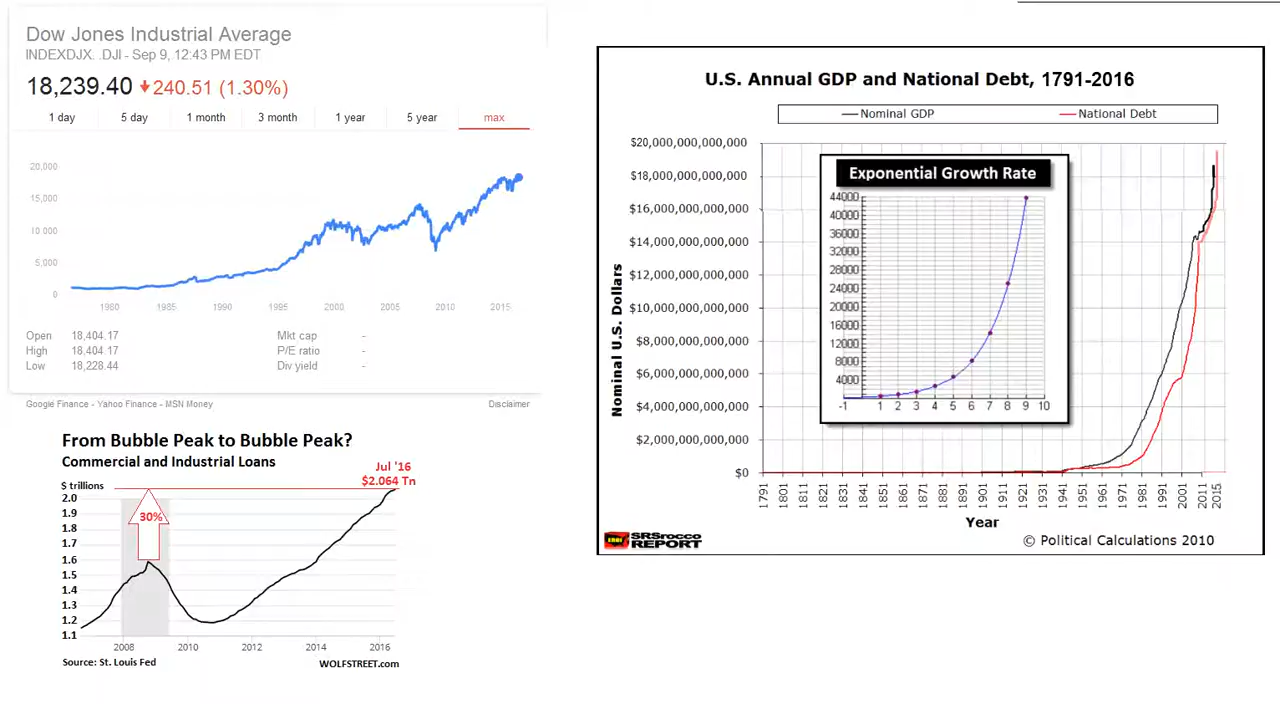 Dow Jones Industrial Average
INDEXDJX: .DJI - Sep 9, 12:43 PM EDT
18,239.40 240.51 (1.30%)
1 day 5 day 1 month 3 month 1 year 5 year max
20,000
15,000
10,000
5,000
0
1980 1985 1990 1995 2000 2005 2010 2015
Open 18,404.17 Mkt cap -
High 18,404.17 P/E ratio -
Low 18,228.44 Div yield -
Google Finance - Yahoo Finance - MSN Money Disclaimer
From Bubble Peak to Bubble Peak?
Commercial and Industrial Loans
Jul '16
$2.064 Tn
$ trillions
2.0
1.9
1.8
1.7
1.6
1.5
1.4
1.3
1.2
1.1
30%
2008 2010 2012 2014 2016
Source: St. Louis Fed WOLFSTREET.com
U.S. Annual GDP and National Debt, 1791-2016
Nominal GDP National Debt
Nominal U.S. Dollars
$20,000,000,000,000
$18,000,000,000,000
$16,000,000,000,000
$14,000,000,000,000
$12,000,000,000,000
$10,000,000,000,000
$8,000,000,000,000
$6,000,000,000,000
$4,000,000,000,000
$2,000,000,000,000
$0
Exponential Growth Rate
44000
40000
36000
32000
28000
24000
20000
16000
12000
8000
4000
-1 1 2 3 4 5 6 7 8 9 10
1791 1801 1811 1821 1831 1841 1851 1861 1871 1881 1891 1901 1911 1921 1931 1941 1951 1961 1971 1981 1991 2001 2011 2015
Year
SRSrocco
REPORT
© Political Calculations 2010